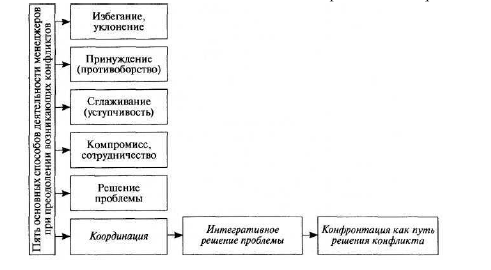 Пять основных способов деятельности менеджеров
при преодолении возникающих конфликтов
Избегание,
уклонение
Принуждение
(противоборство)
Сглаживание
(уступчивость)
Компромисс,
сотрудничество
Решение
проблемы
Координация
Интегративное
решение проблемы
Конфронтация как путь
решения конфликта